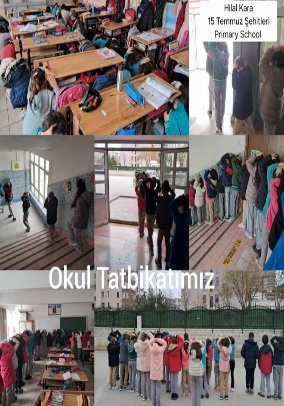 Hilal Kara
15 Temmuz Şehitleri
Primary School
Okul Tatbikatımız